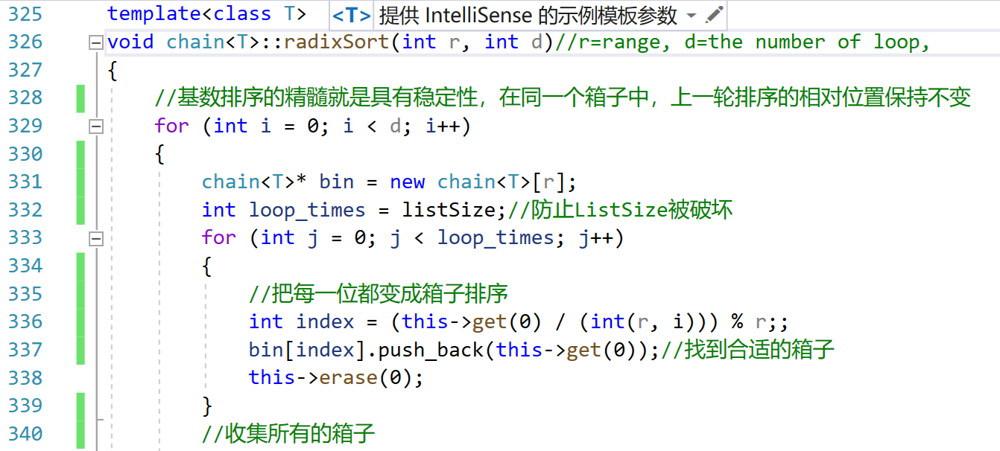 325 template<class T> <T> 提供 IntelliSense 的示例模板参数
326 void chain<T>::radixSort(int r, int d)//r=range, d=the number of loop,
327 {
328 //基数排序的精髓就是具有稳定性，在同一个箱子中，上一轮排序的相对位置保持不变
329 for (int i = 0; i < d; i++)
330 {
331 chain<T>* bin = new chain<T>[r];
332 int loop_times = listSize;//防止ListSize被破坏
333 for (int j = 0; j < loop_times; j++)
334 {
335 //把每一位都变成箱子排序
336 int index = (this->get(0) / (int(r, i))) % r;;
337 bin[index].push_back(this->get(0));//找到合适的箱子
338 this->erase(0);
339 }
340 //收集所有的箱子